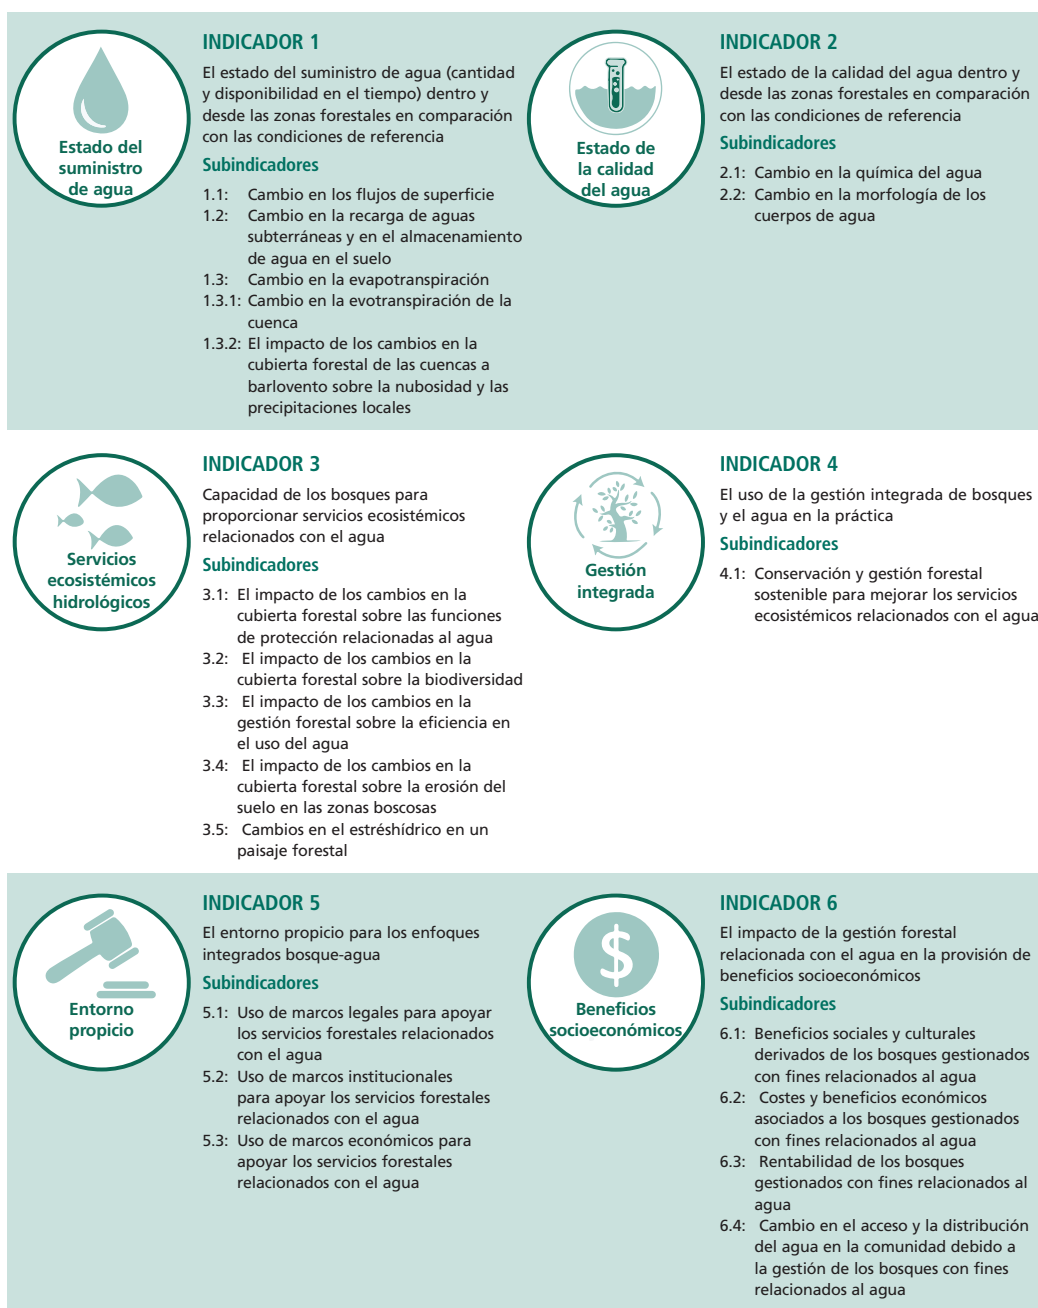 Estado del
suministro
de agua
INDICADOR 1
El estado del suministro de agua (cantidad
y disponibilidad en el tiempo) dentro y
desde las zonas forestales en comparación
con las condiciones de referencia
Subindicadores
1.1: Cambio en los flujos de superficie
1.2: Cambio en la recarga de aguas
subterráneas y en el almacenamiento
de agua en el suelo
1.3: Cambio en la evapotranspiración
1.3.1: Cambio en la evotranspiración de la
cuenca
1.3.2: El impacto de los cambios en la
cubierta forestal de las cuencas a
barlovento sobre la nubosidad y las
precipitaciones locales
Estado de
la calidad
del agua
INDICADOR 2
El estado de la calidad del agua dentro y
desde las zonas forestales en comparación
con las condiciones de referencia
Subindicadores
2.1: Cambio en la química del agua
2.2: Cambio en la morfología de los
cuerpos de agua
Servicios
ecosistémicos
hidrológicos
INDICADOR 3
Capacidad de los bosques para
proporcionar servicios ecosistémicos
relacionados con el agua
Subindicadores
3.1: El impacto de los cambios en la
cubierta forestal sobre las funciones
de protección relacionadas al agua
3.2: El impacto de los cambios en la
cubierta forestal sobre la biodiversidad
3.3: El impacto de los cambios en la
gestión forestal sobre la eficiencia en
el uso del agua
3.4: El impacto de los cambios en la
cubierta forestal sobre la erosión del
suelo en las zonas boscosas
3.5: Cambios en el estréshídrico en un
paisaje forestal
Gestión
integrada
INDICADOR 4
El uso de la gestión integrada de bosques
y el agua en la práctica
Subindicadores
4.1: Conservación y gestión forestal
sostenible para mejorar los servicios
ecosistémicos relacionados con el agua
Entorno
propicio
INDICADOR 5
El entorno propicio para los enfoques
integrados bosque-agua
Subindicadores
5.1: Uso de marcos legales para apoyar
los servicios forestales relacionados
con el agua
5.2: Uso de marcos institucionales
para apoyar los servicios forestales
relacionados con el agua
5.3: Uso de marcos económicos para
apoyar los servicios forestales
relacionados con el agua
$
Beneficios
socioeconómicos
INDICADOR 6
El impacto de la gestión forestal
relacionada con el agua en la provisión de
beneficios socioeconómicos
Subindicadores
6.1: Beneficios sociales y culturales
derivados de los bosques gestionados
con fines relacionados al agua
6.2: Costes y beneficios económicos
asociados a los bosques gestionados
con fines relacionados al agua
6.3: Rentabilidad de los bosques
gestionados con fines relacionados al
agua
6.4: Cambio en el acceso y la distribución
del agua en la comunidad debido a
la gestión de los bosques con fines
relacionados al agua